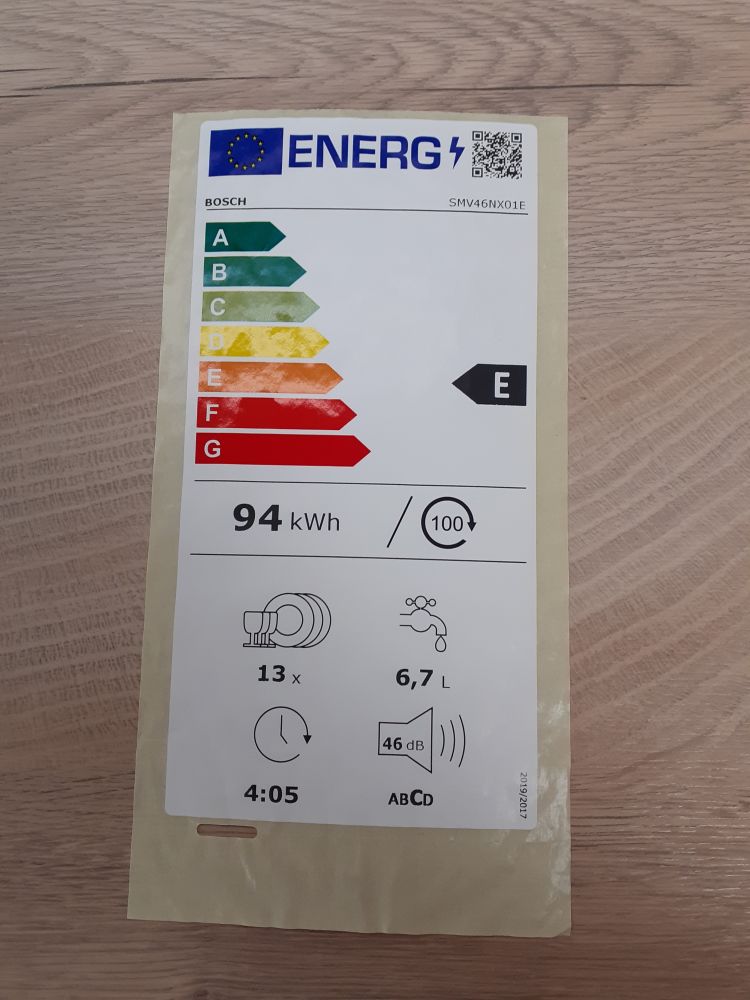 ENERG
BOSCH SMV46NX01E
A
B
C
D
E
E
F
G
94 kWh / 100
13 x
6,7 L
46 dB
4:05
ABCD
2019/2017